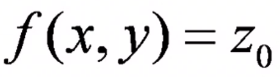 f(x, y) = z₀